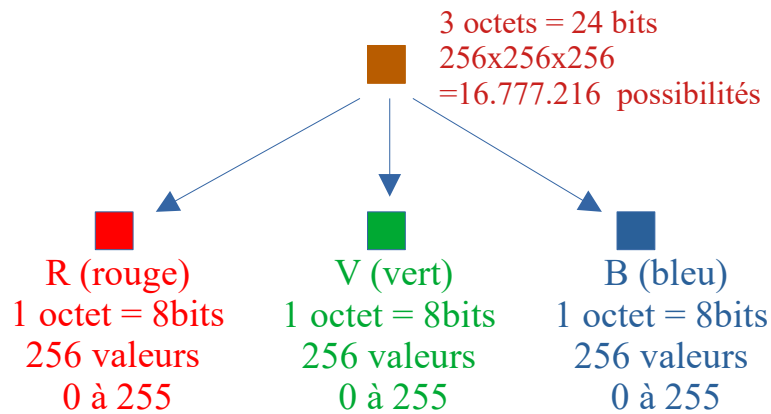 3 octets = 24 bits
256x256x256
=16.777.216 possibilités
R (rouge)
1 octet = 8bits
256 valeurs
0 à 255
V (vert)
1 octet = 8bits
256 valeurs
0 à 255
B (bleu)
1 octet = 8bits
256 valeurs
0 à 255